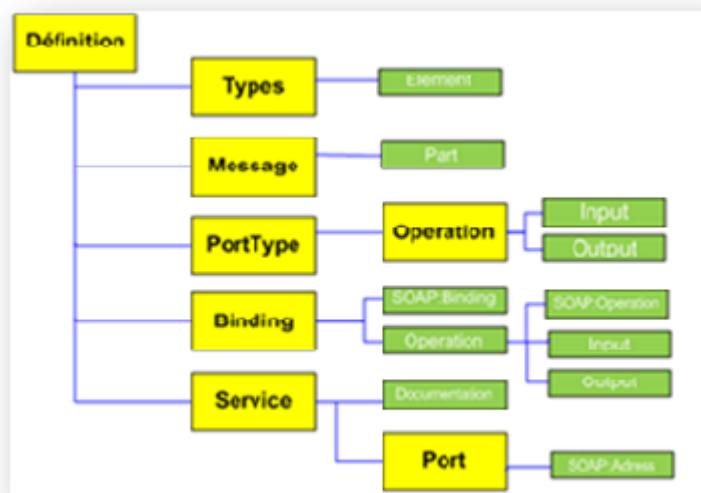 Définition
Types
Element
Message
Part
PortType
Operation
Input
Output
Binding
SOAP:Binding
Operation
SOAP:Operation
Input
Output
Service
Documentation
Port
SOAP:Adress